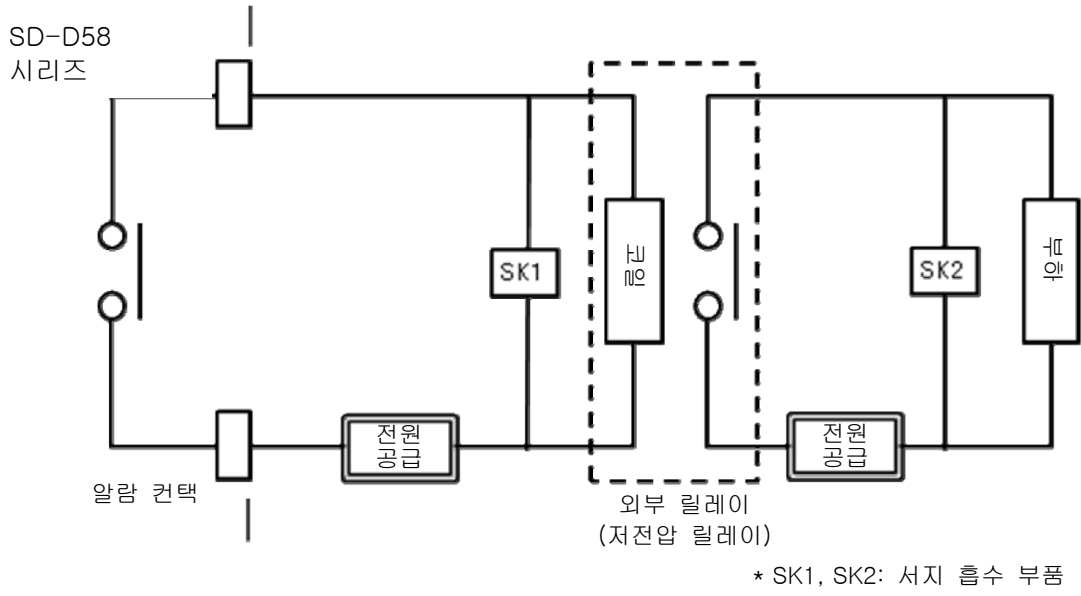 SD-D58
시리즈
SK1
코일
SK2
부하
전원
공급
전원
공급
알람 컨택
외부 릴레이
(저전압 릴레이)
* SK1, SK2: 서지 흡수 부품